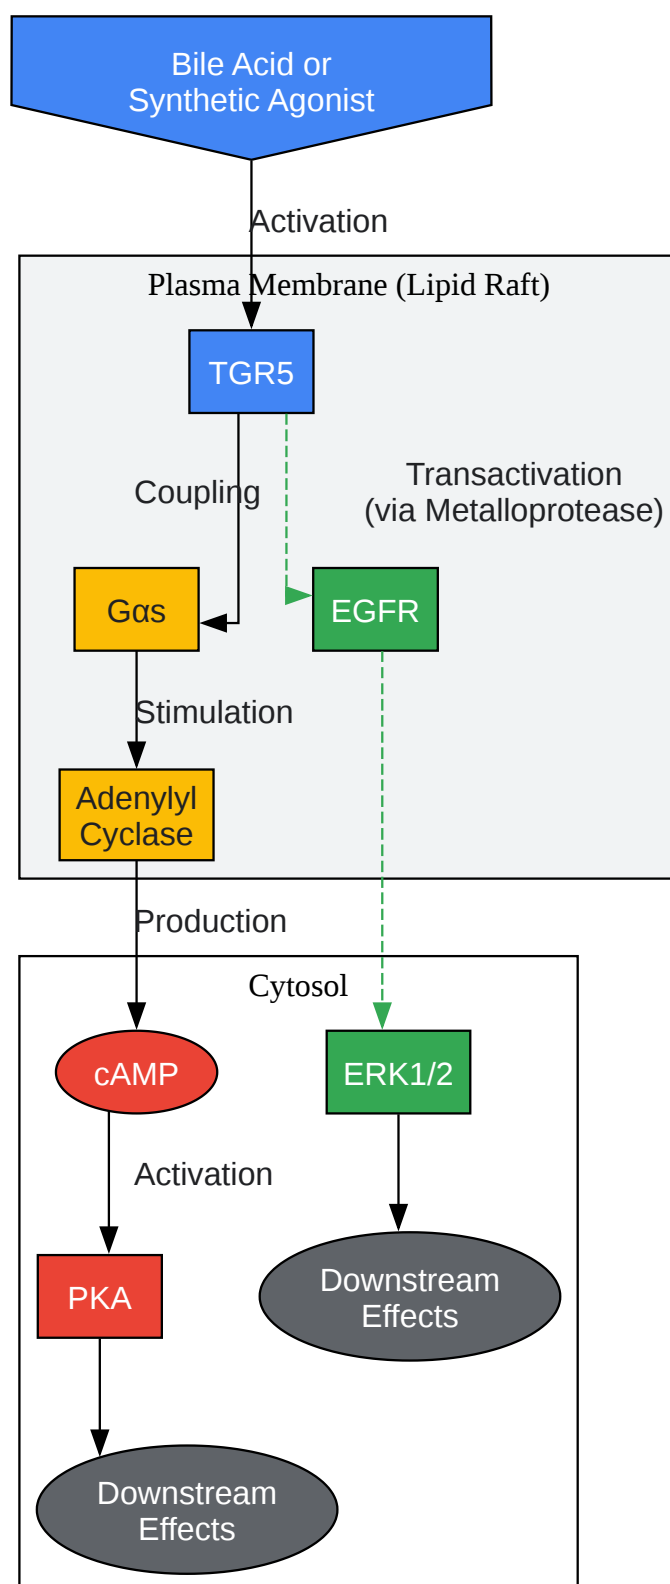 Bile Acid or
Synthetic Agonist
Activation
Plasma Membrane (Lipid Raft)
TGR5
Coupling
Transactivation
(via Metalloprotease)
Gαs
EGFR
Stimulation
Adenylyl
Cyclase
Production
Cytosol
cAMP
ERK1/2
Activation
PKA
Downstream
Effects
Downstream
Effects